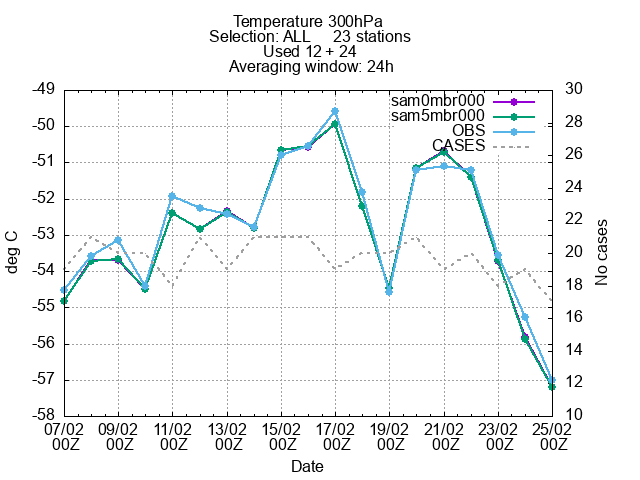 Temperature 300hPa
Selection: ALL 23 stations
Used 12 + 24
Averaging window: 24h
sam0mbr000
sam5mbr000
OBS
CASES
-49
-50
-51
-52
-53
-54
-55
-56
-57
-58
deg C
30
28
26
24
22
20
18
16
14
12
10
No cases
07/02 09/02 11/02 13/02 15/02 17/02 19/02 21/02 23/02 25/02
00Z 00Z 00Z 00Z 00Z 00Z 00Z 00Z 00Z 00Z
Date